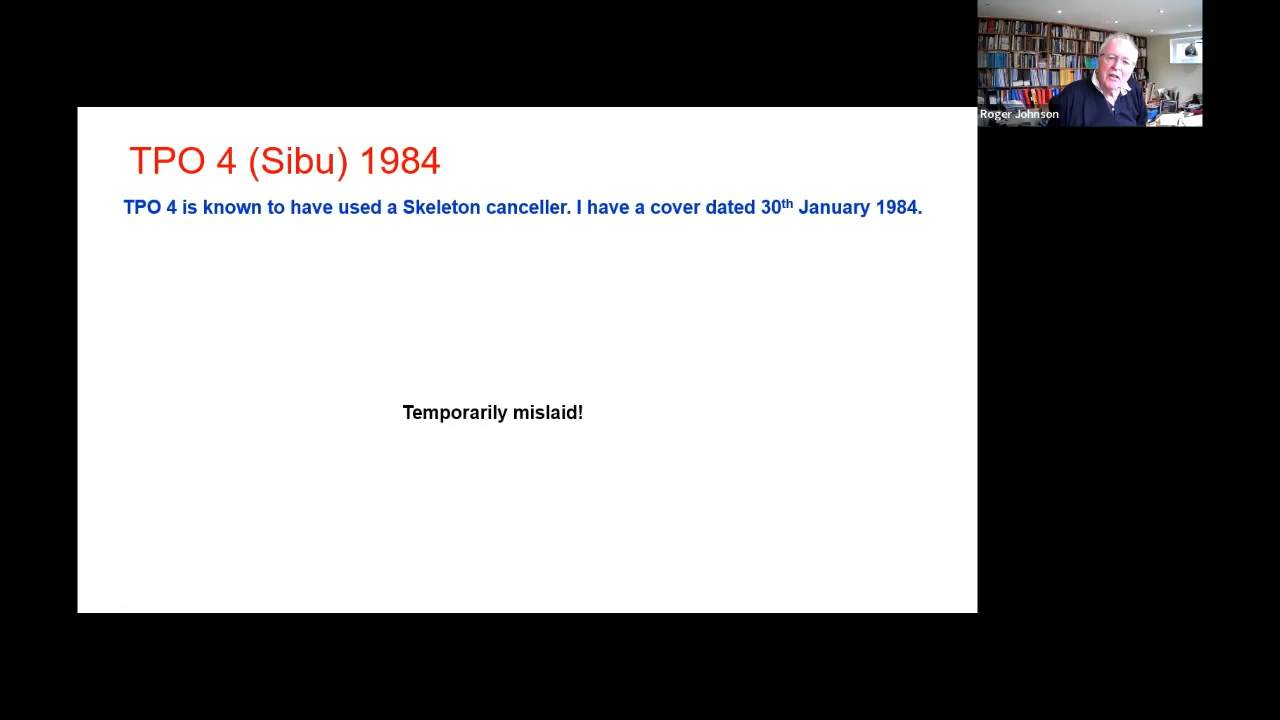 Roger Johnson
TPO 4 (Sibu) 1984
TPO 4 is known to have used a Skeleton canceller. I have a cover dated 30th January 1984.
Temporarily mislaid!